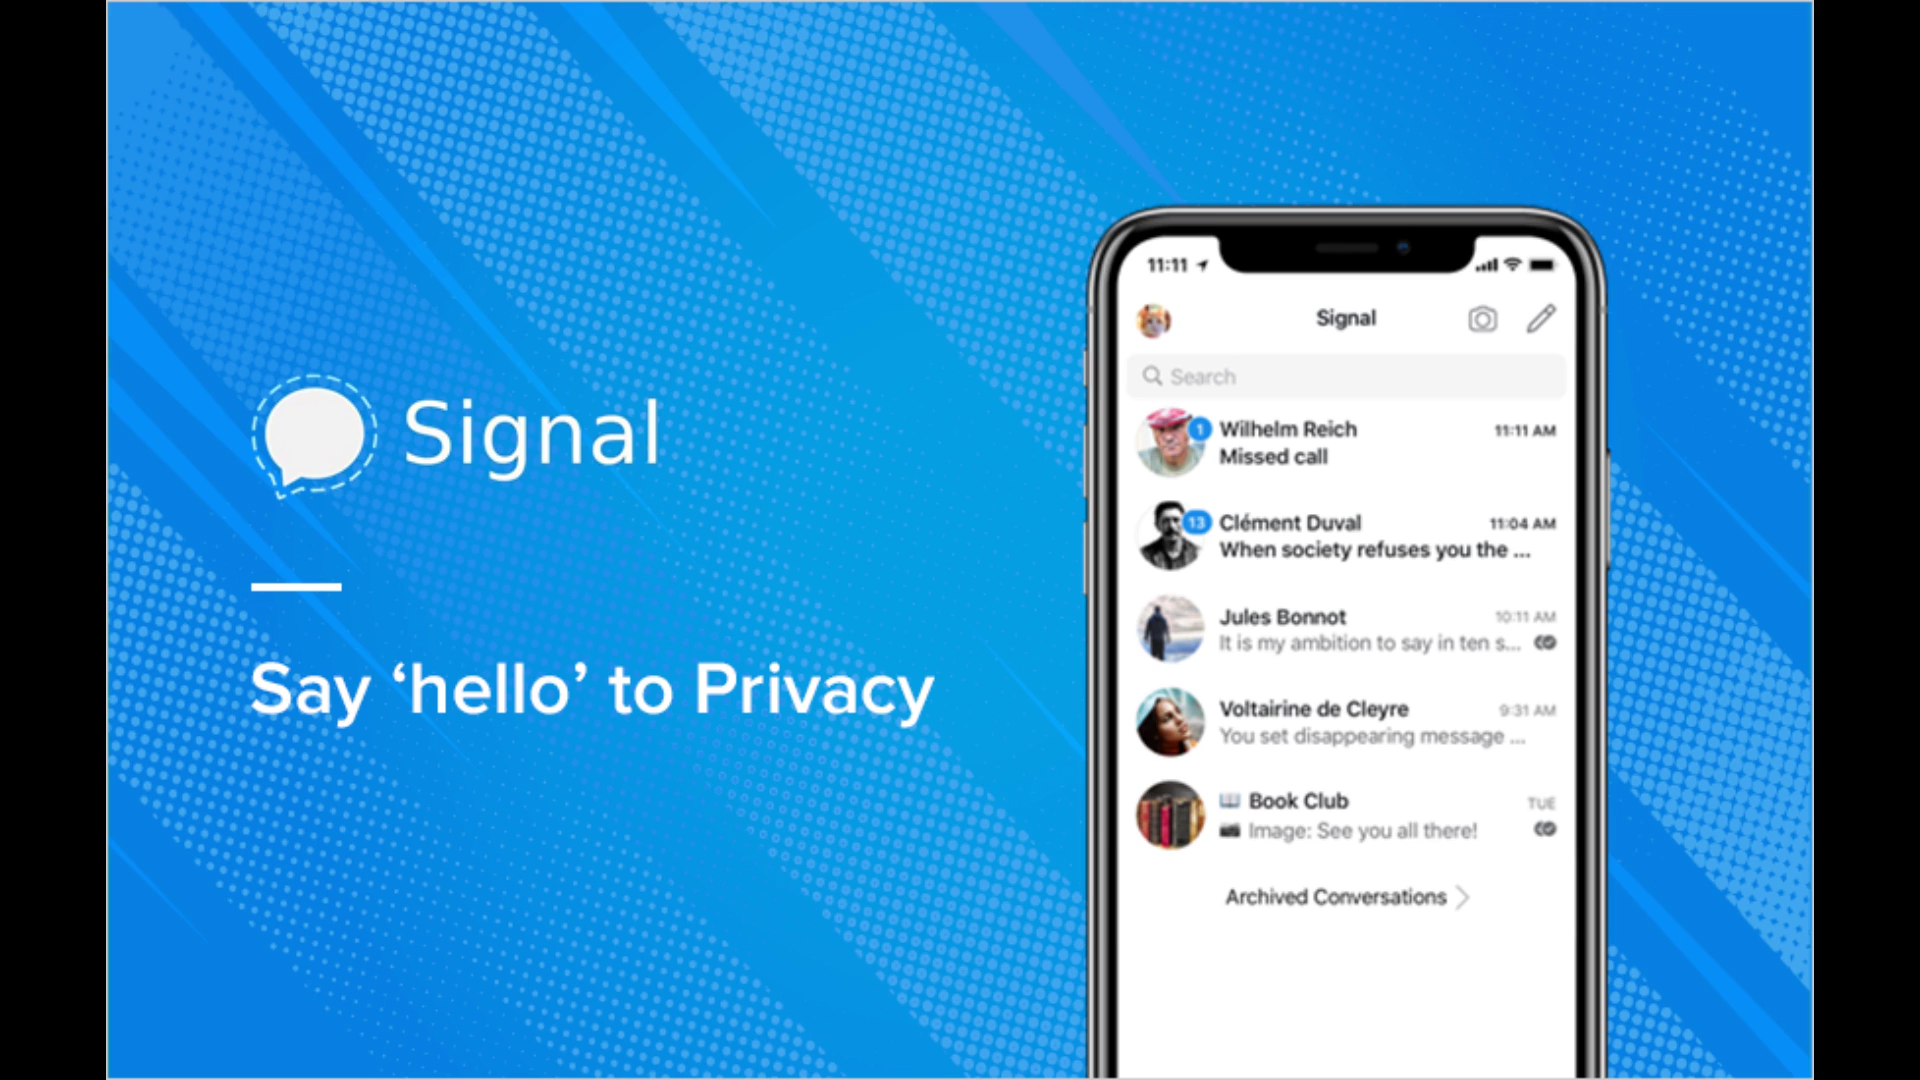 Signal
Say ‘hello’ to Privacy
11:11
Signal
Search
1
Wilhelm Reich
11:11 AM
Missed call
13
Clément Duval
11:04 AM
When society refuses you the ...
Jules Bonnot
10:11 AM
It is my ambition to say in ten s...
Voltairine de Cleyre
9:31 AM
You set disappearing message ...
Book Club
TUE
Image: See you all there!
Archived Conversations